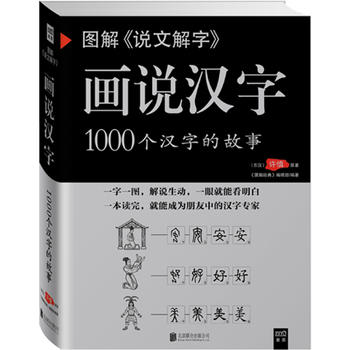 图解《说文解字》
画说汉字
1000个汉字的故事
(东汉)许慎/原著
《图解经典》编辑部/编著
一字一图，解说生动，一眼就能看明白
一本读完，就能成为朋友中的汉字专家
安安
好好
美美
北京联合出版公司
图解《说文解字》
画说汉字
1000个汉字的故事